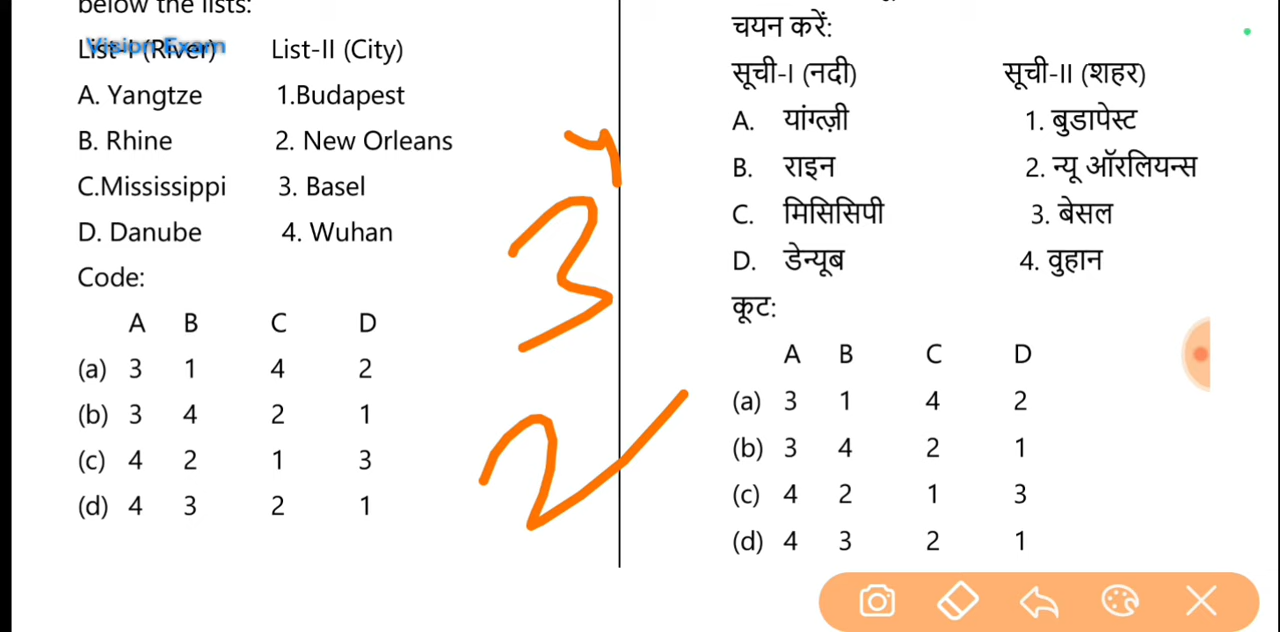 below the lists:
List-I (River) List-II (City)
Vision Exam
A. Yangtze 1.Budapest
B. Rhine 2. New Orleans
C.Mississippi 3. Basel
D. Danube 4. Wuhan
Code:
A B C D
(a) 3 1 4 2
(b) 3 4 2 1
(c) 4 2 1 3
(d) 4 3 2 1
4
3
2
चयन करें:
सूची-I (नदी) सूची-II (शहर)
A. यांग्त्ज़ी 1. बुडापेस्ट
B. राइन 2. न्यू ऑरलियन्स
C. मिसिसिपी 3. बेसल
D. डेन्यूब 4. वुहान
कूट:
A B C D
(a) 3 1 4 2
(b) 3 4 2 1
(c) 4 2 1 3
(d) 4 3 2 1